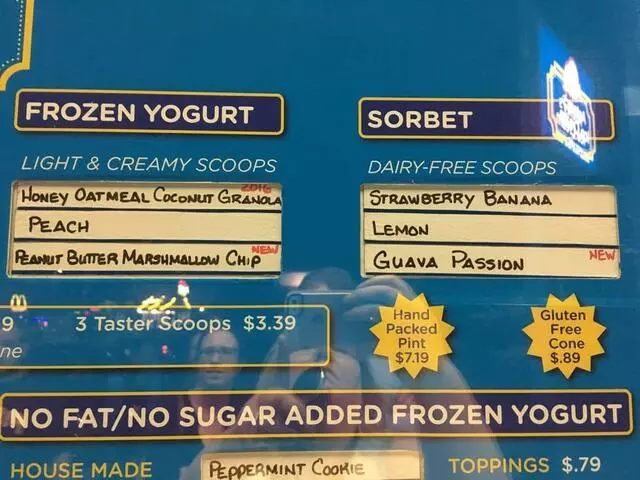 FROZEN YOGURT
LIGHT & CREAMY SCOOPS
2016
HONEY OATMEAL COCONUT GRANOLA
PEACH
PEANUT BUTTER MARSHMALLOW CHIP NEW
SORBET
DAIRY-FREE SCOOPS
STRAWBERRY BANANA
LEMON
GUAVA PASSION NEW
9 3 Taster Scoops $3.39
ne
Hand
Packed
Pint
$7.19
Gluten
Free
Cone
$.89
NO FAT/NO SUGAR ADDED FROZEN YOGURT
HOUSE MADE
PEPPERMINT COOKIE
TOPPINGS $.79